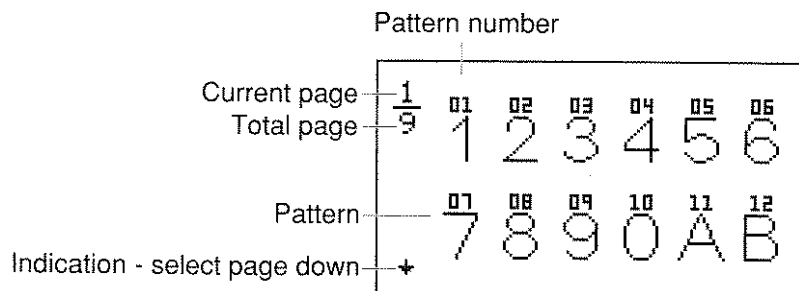 Pattern number
Current page 1
Total page 9
01 02 03 04 05 06
1 2 3 4 5 6
07 08 09 10 11 12
Pattern 7 8 9 0 A B
Indication - select page down